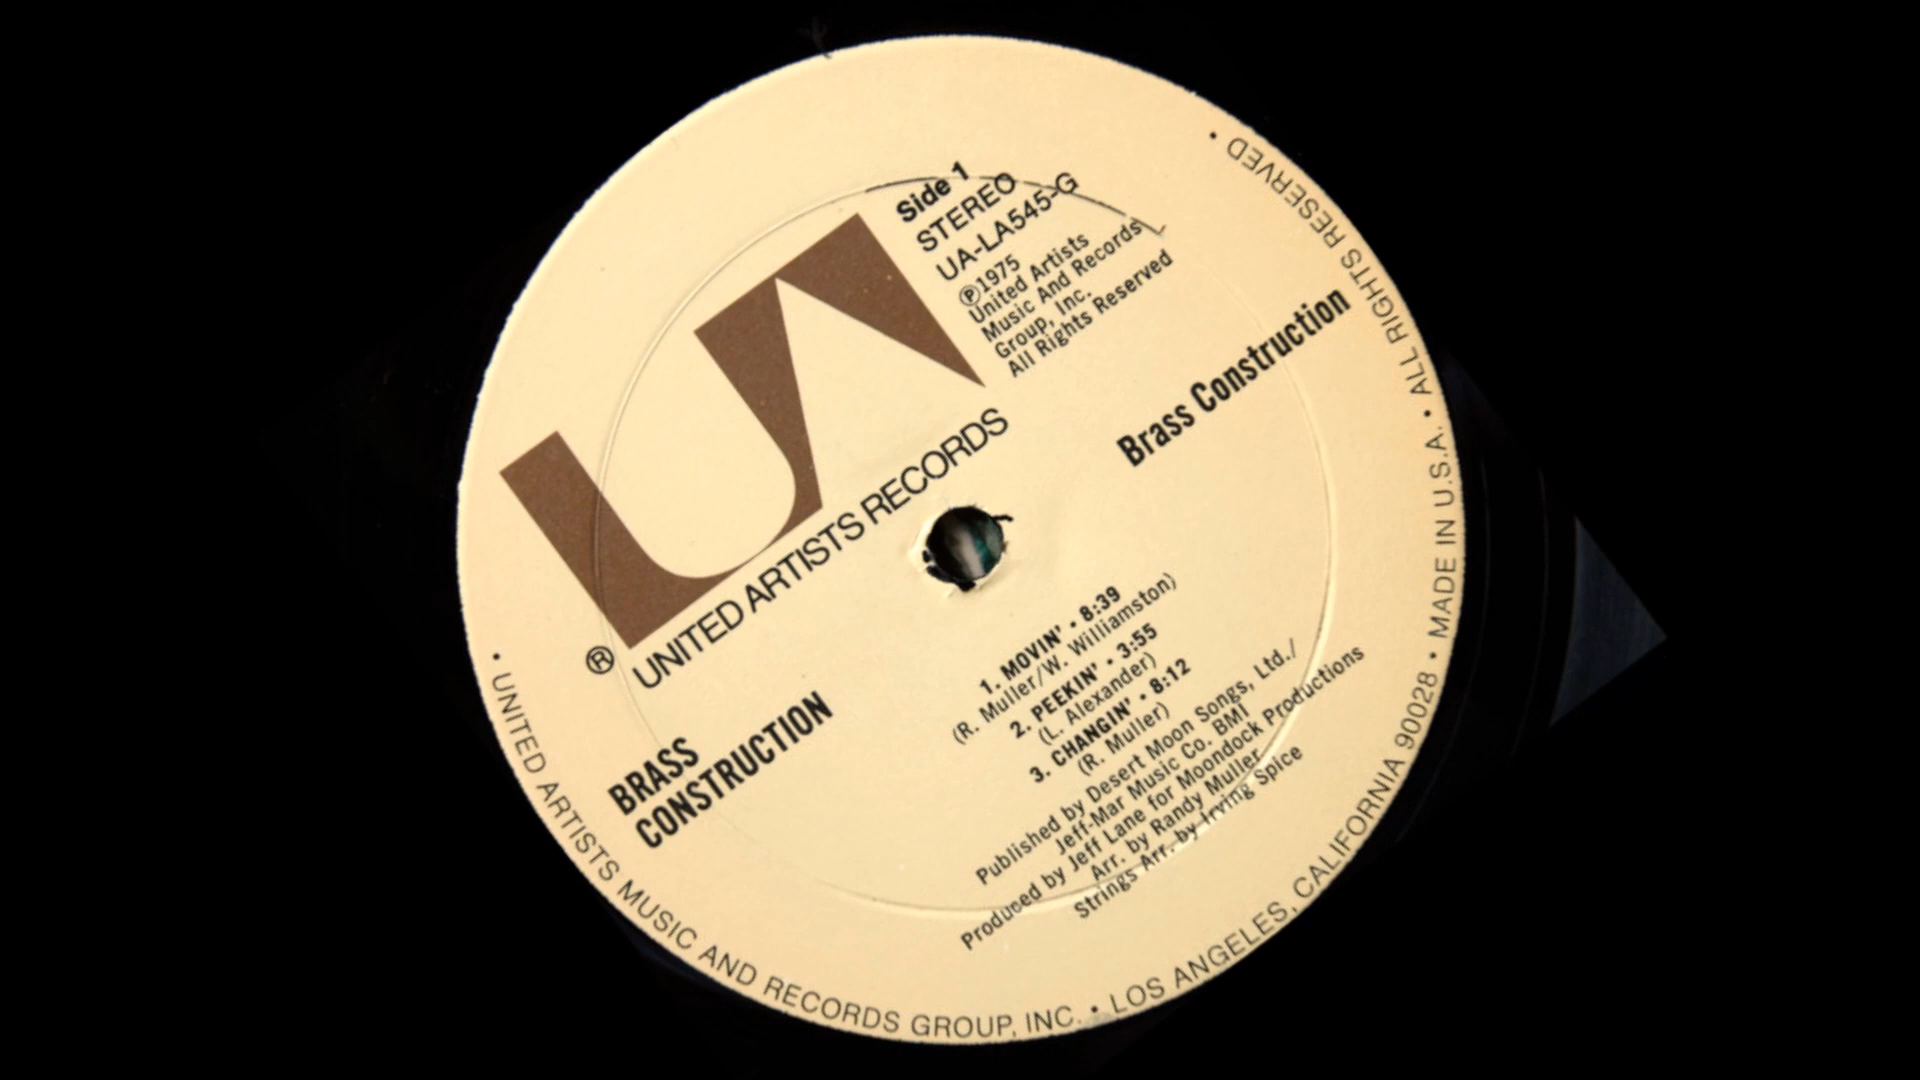 Side 1
STEREO
UA-LA545-G
Ⓟ1975
United Artists
Music And Records
Group, Inc.
All Rights Reserved
UA
®
UNITED ARTISTS RECORDS
Brass Construction
BRASS
CONSTRUCTION
1. MOVIN' • 8:39
(R. Muller/W. Williamston)
2. PEEKIN' • 3:55
(L. Alexander)
3. CHANGIN' • 8:12
(R. Muller)
Published by Desert Moon Songs, Ltd./
Jeff-Mar Music Co. BMI
Produced by Jeff Lane for Moondock Productions
Arr. by Randy Muller
Strings Arr. by Irving Spice
• UNITED ARTISTS MUSIC AND RECORDS GROUP, INC. • LOS ANGELES, CALIFORNIA 90028 • MADE IN U.S.A. • ALL RIGHTS RESERVED •